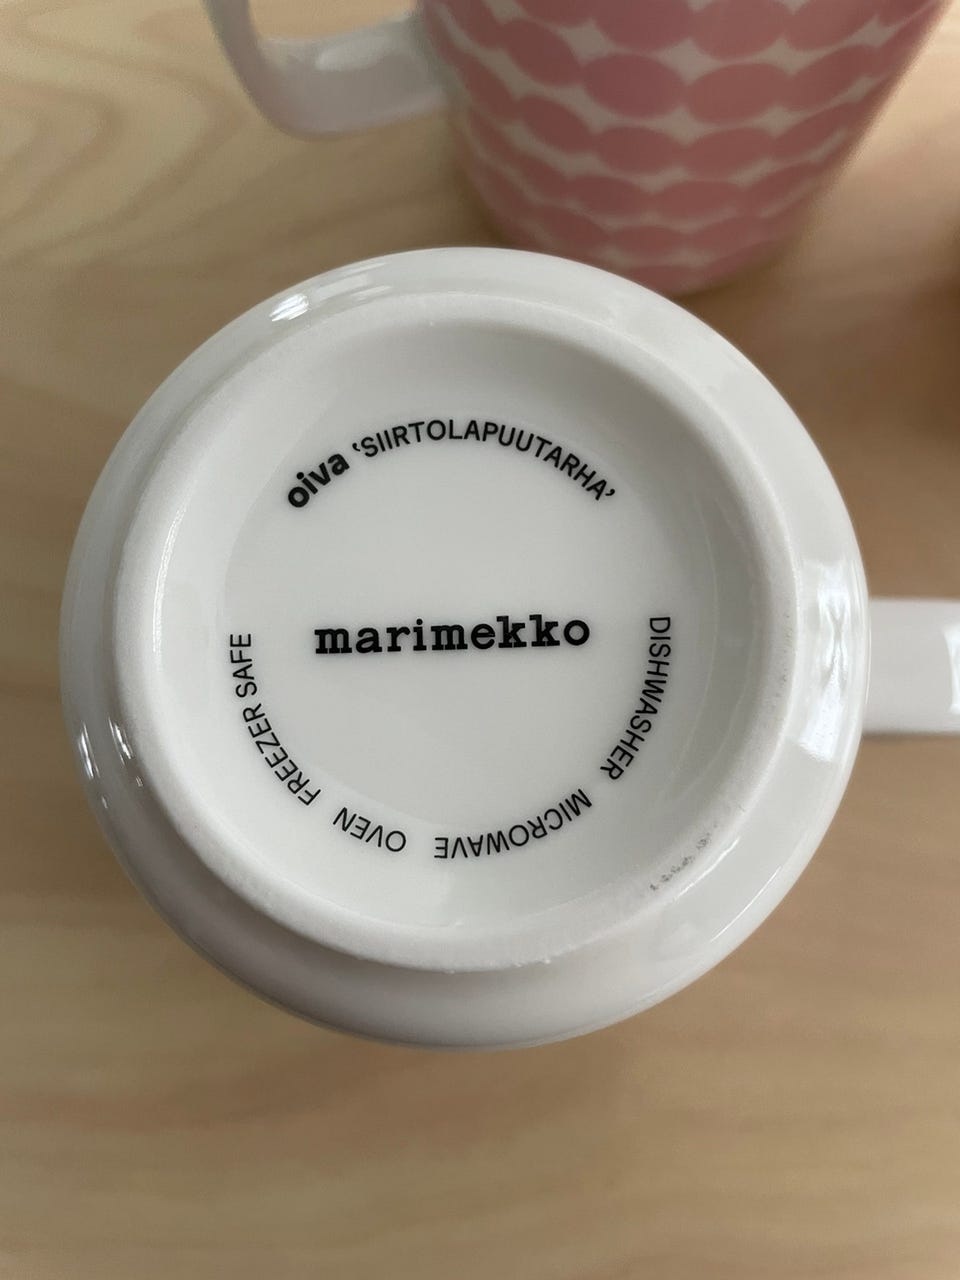 oiva ‘SIIRTOLAPUUTARHA’
marimekko
DISHWASHER MICROWAVE OVEN FREEZER SAFE